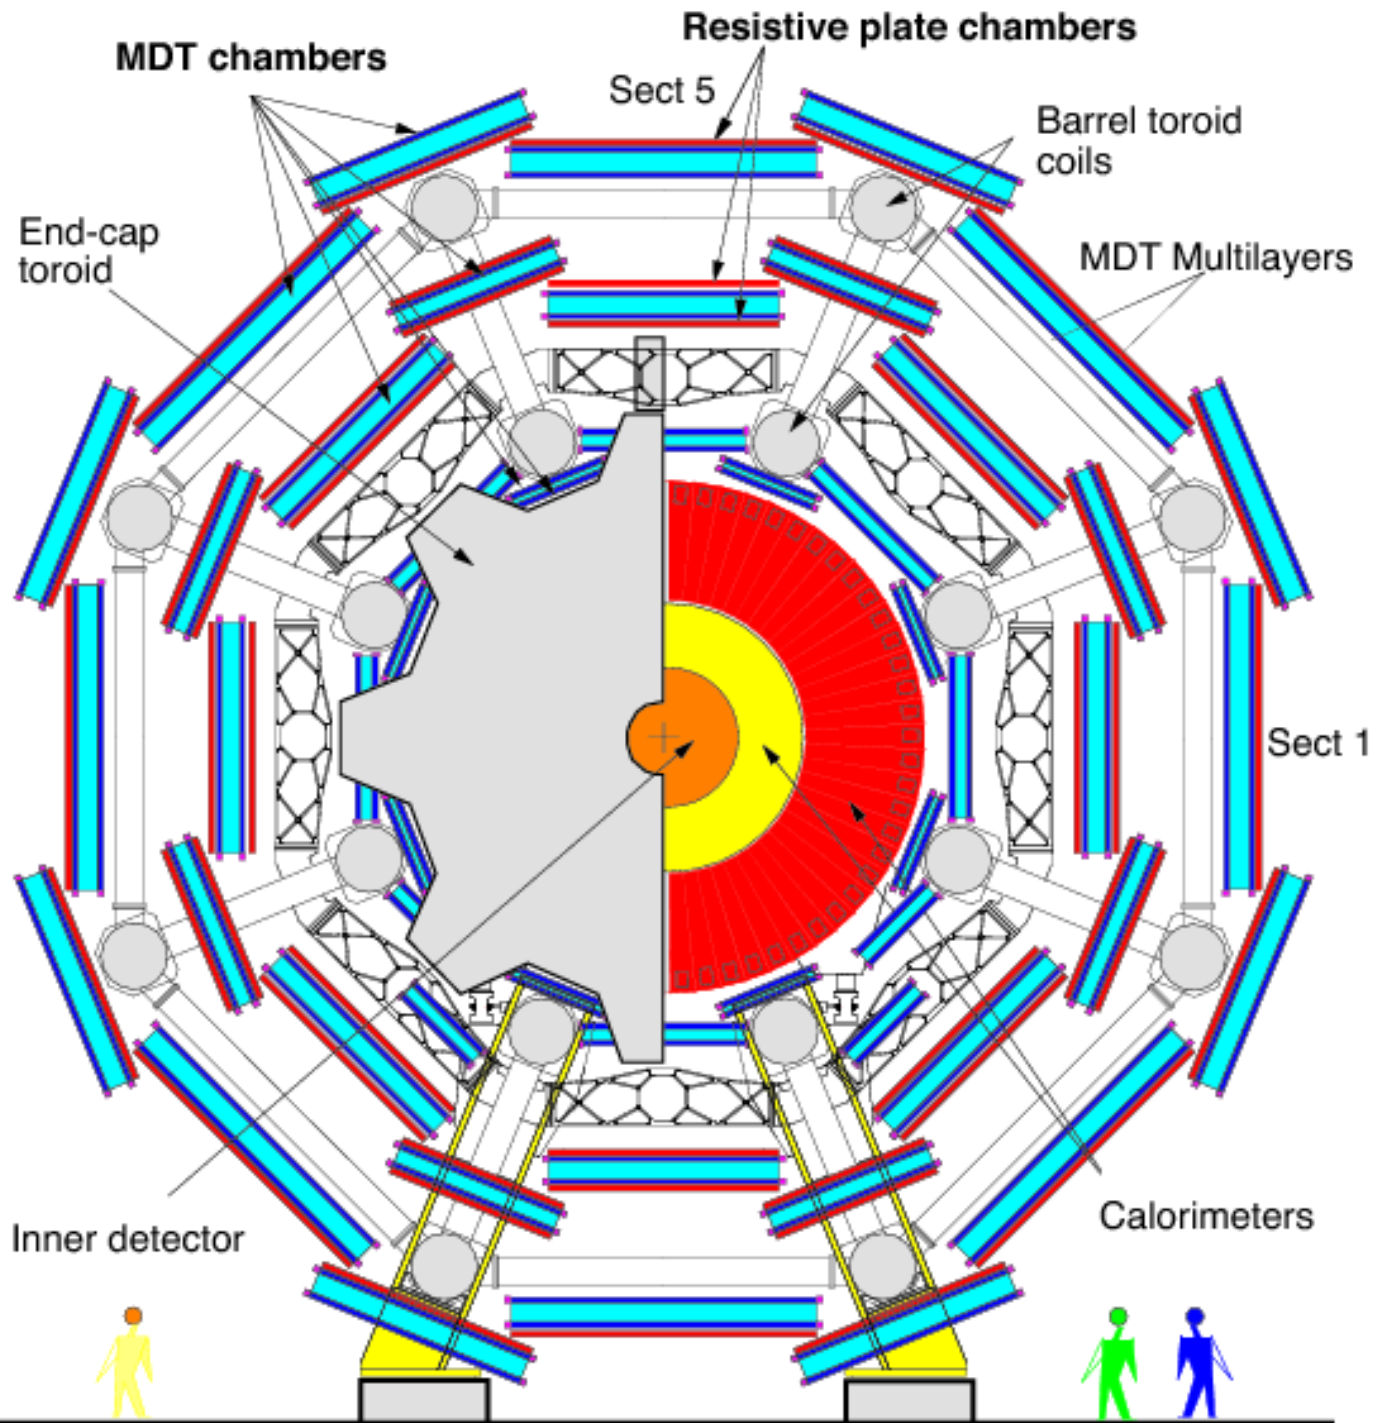 Resistive plate chambers
MDT chambers
Sect 5
Barrel toroid
coils
End-cap
toroid
MDT Multilayers
Sect 1
Calorimeters
Inner detector